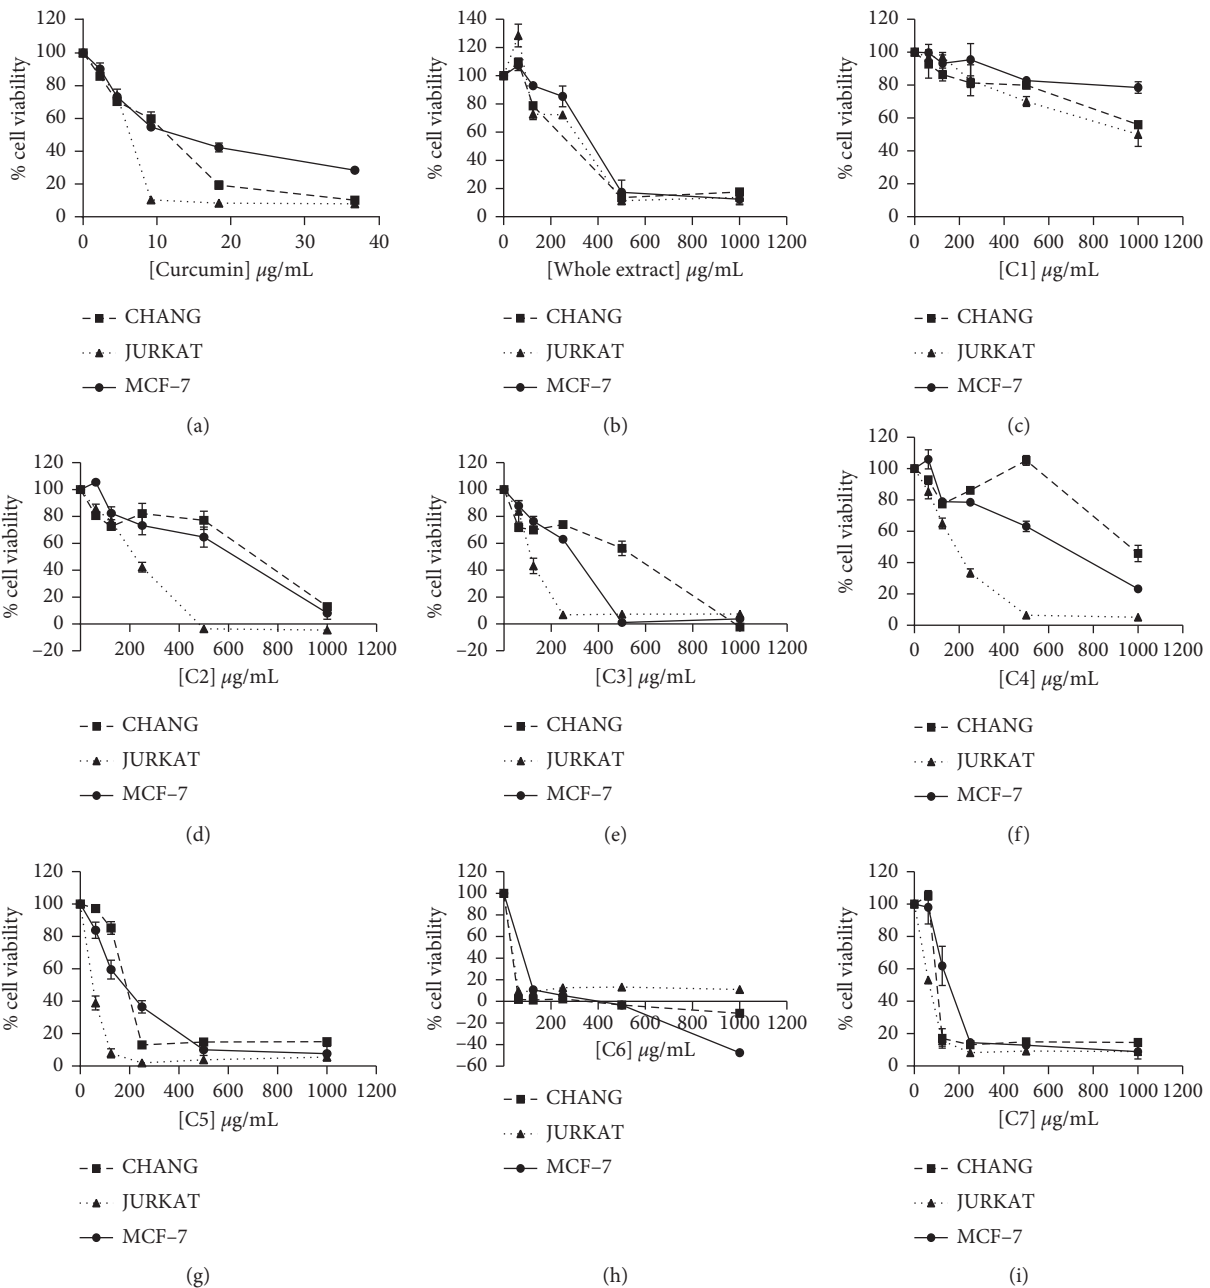 120
100
80
60
40
20
0
% cell viability
0 10 20 30 40
[Curcumin] μg/mL
CHANG
JURKAT
MCF–7
(a)
140
120
100
80
60
40
20
0
% cell viability
0 200 400 600 800 1000 1200
[Whole extract] μg/mL
CHANG
JURKAT
MCF–7
(b)
120
100
80
60
40
20
0
% cell viability
0 200 400 600 800 1000 1200
[C1] μg/mL
CHANG
JURKAT
MCF–7
(c)
120
100
80
60
40
20
0
–20
% cell viability
200 400 600 800 1000 1200
[C2] μg/mL
CHANG
JURKAT
MCF–7
(d)
120
100
80
60
40
20
0
–20
% cell viability
200 400 600 800 1000 1200
[C3] μg/mL
CHANG
JURKAT
MCF–7
(e)
120
100
80
60
40
20
0
% cell viability
0 200 400 600 800 1000 1200
[C4] μg/mL
CHANG
JURKAT
MCF–7
(f)
120
100
80
60
40
20
0
% cell viability
0 200 400 600 800 1000 1200
[C5] μg/mL
CHANG
JURKAT
MCF–7
(g)
120
100
80
60
40
20
0
–20
–40
–60
% cell viability
200 400 600 800 1000 1200
[C6] μg/mL
CHANG
JURKAT
MCF–7
(h)
120
100
80
60
40
20
0
% cell viability
0 200 400 600 800 1000 1200
[C7] μg/mL
CHANG
JURKAT
MCF–7
(i)